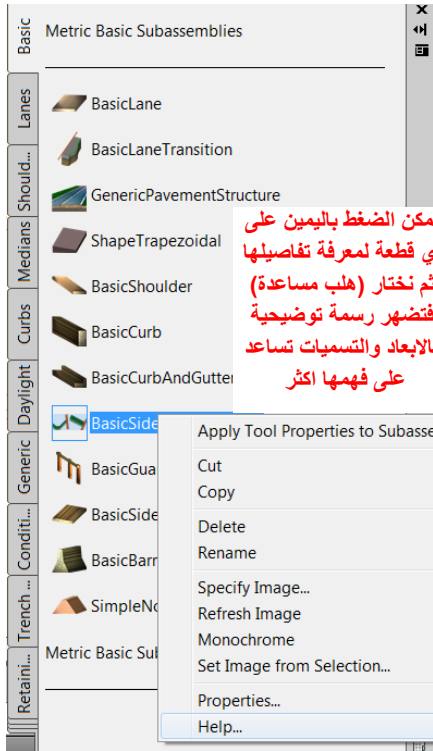 Basic
Lanes
Should...
Medians
Curbs
Daylight
Generic
Conditi...
Trench ...
Retaini...
Metric Basic Subassemblies
BasicLane
BasicLaneTransition
GenericPavementStructure
ShapeTrapezoidal
BasicShoulder
BasicCurb
BasicCurbAndGutte
BasicSide
BasicGua
BasicSide
BasicBarr
SimpleNo
Metric Basic Sub
مكن الضغط باليمين على
ي قطعة لمعرفة تفاصيلها
ثم نختار (هلب مساعدة)
فتضهر رسمة توضيحية
بالابعاد والتسميات تساعد
على فهمها اكثر
Apply Tool Properties to Subasse
Cut
Copy
Delete
Rename
Specify Image...
Refresh Image
Monochrome
Set Image from Selection...
Properties...
Help...